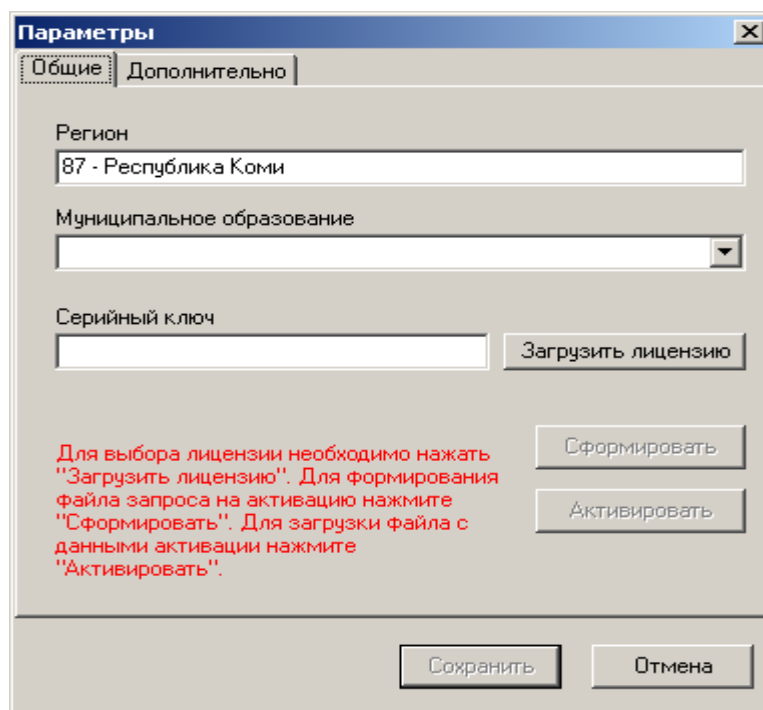 Параметры
Общие Дополнительно
Регион
87 - Республика Коми
Муниципальное образование
Серийный ключ
Загрузить лицензию
Для выбора лицензии необходимо нажать
"Загрузить лицензию". Для формирования
файла запроса на активацию нажмите
"Сформировать". Для загрузки файла с
данными активации нажмите
"Активировать".
Сформировать
Активировать
Сохранить Отмена